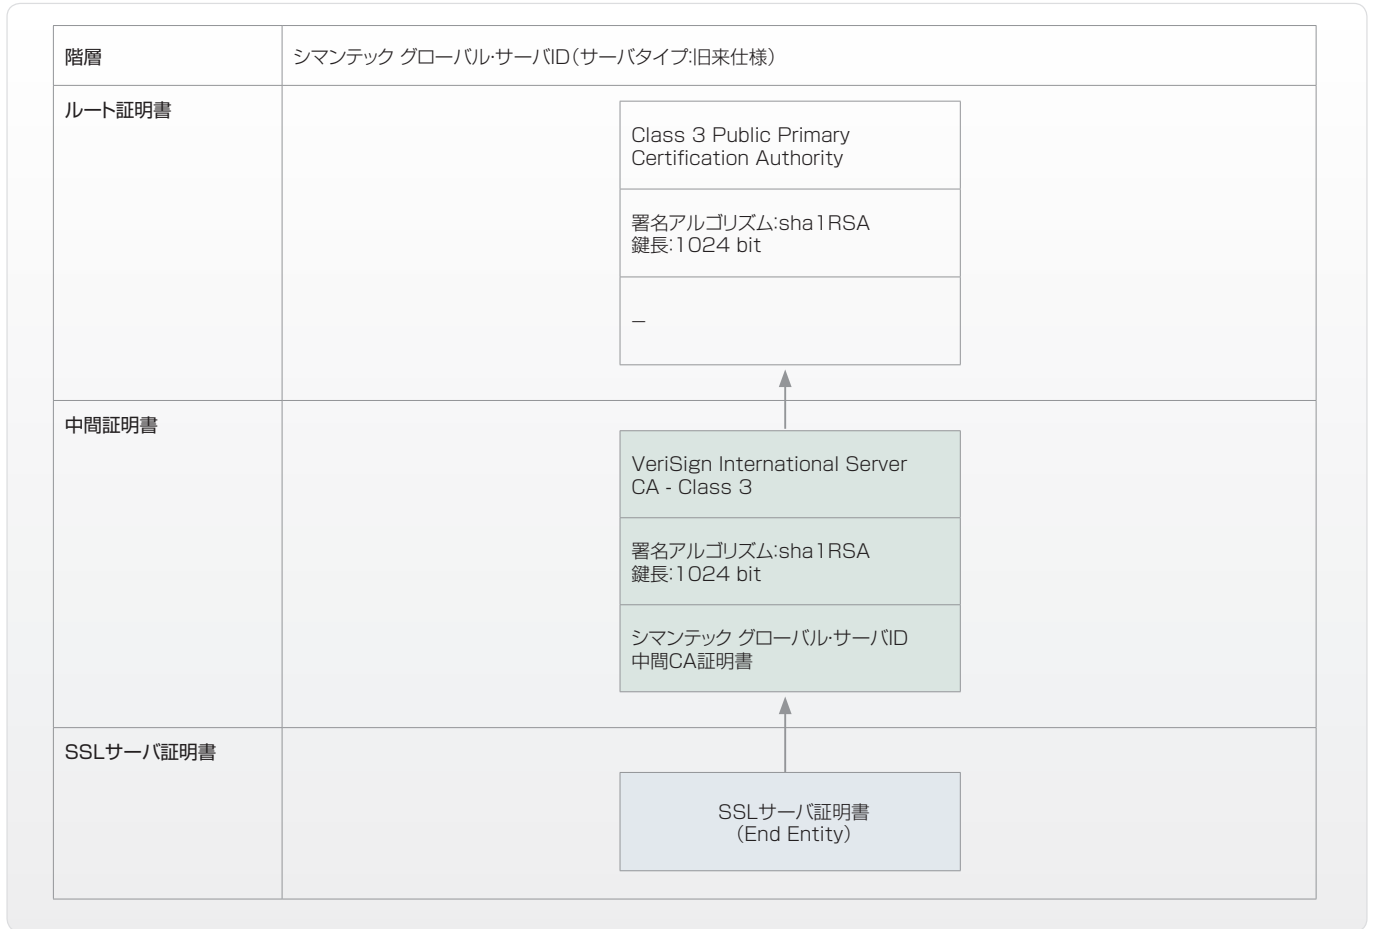 階層
シマンテック グローバル・サーバID(サーバタイプ:旧来仕様)
ルート証明書
Class 3 Public Primary
Certification Authority
署名アルゴリズム:sha1RSA
鍵長:1024 bit
―
中間証明書
VeriSign International Server
CA - Class 3
署名アルゴリズム:sha1RSA
鍵長:1024 bit
シマンテック グローバル・サーバID
中間CA証明書
SSLサーバ証明書
SSLサーバ証明書
(End Entity)